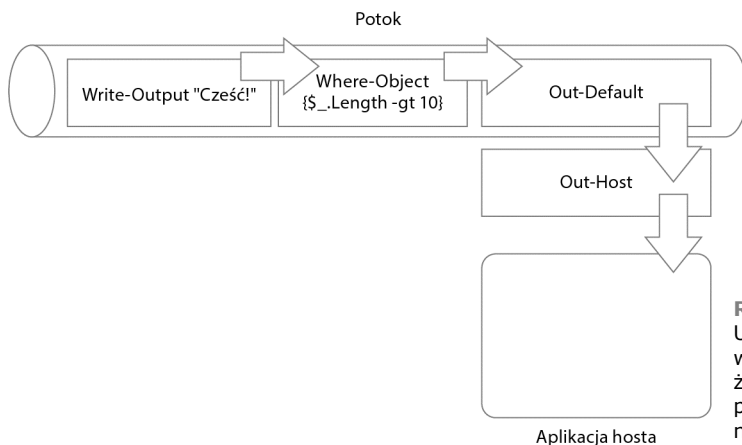 Potok
Write-Output "Cześć!"
Where-Object
{$_.Length -gt 10}
Out-Default
Out-Host
Aplikacja hosta